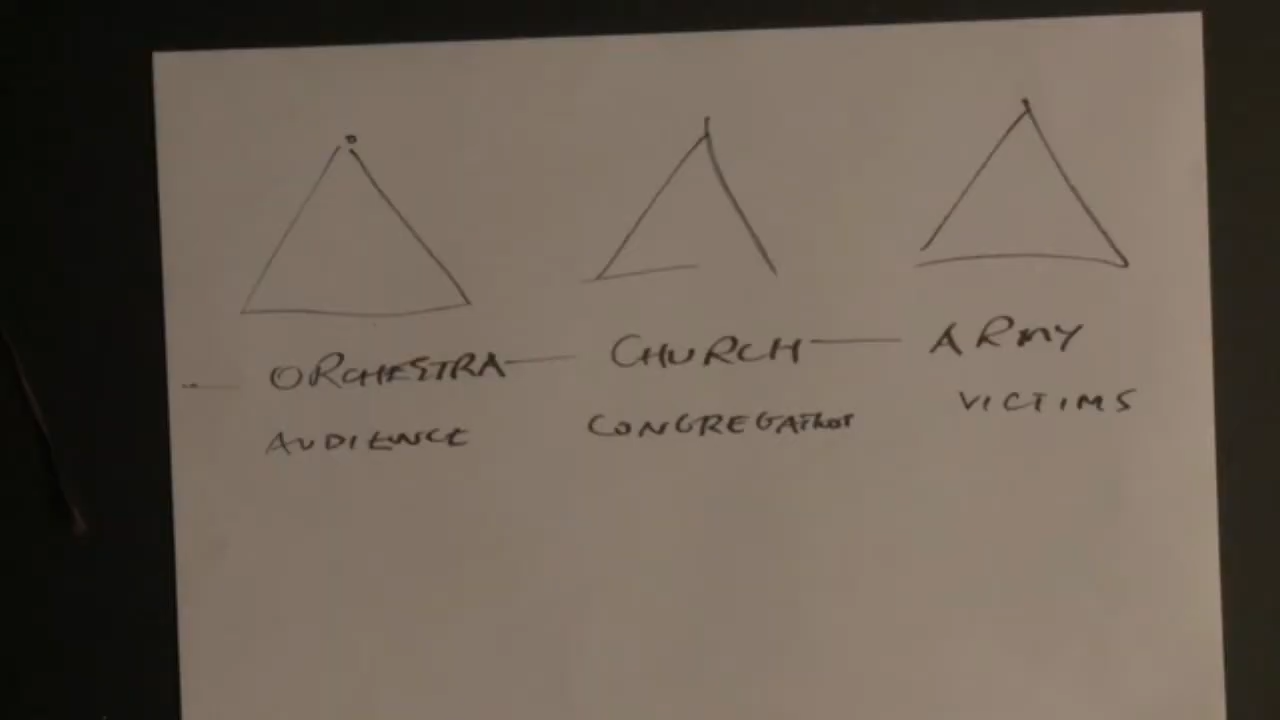 ORCHESTRA — CHURCH — ARMY
AUDIENCE CONGREGATION VICTIMS